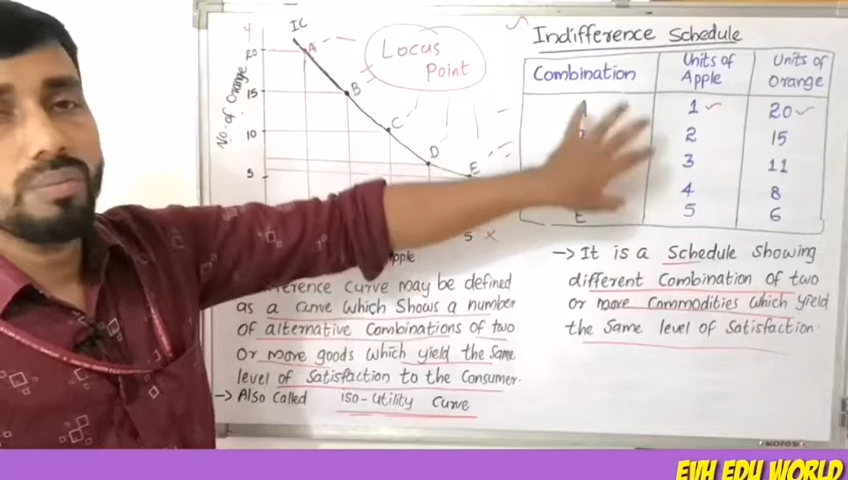 IC
Y
20
15
10
5
No. of Orange
A
B
C
D
E
Locus
Point
5 X
Apple
Indifference curve may be defined
as a curve which shows a number
of alternative combinations of two
or more goods which yield the same
level of satisfaction to the consumer.
→ Also called iso-utility curve
Indifference Schedule
Combination Units of Apple Units of Orange
1 20
2 15
3 11
4 8
E 5 6
→ It is a Schedule Showing
different Combination of two
or more Commodities which yield
the Same level of Satisfaction.
kores
EVH EDU WORLD